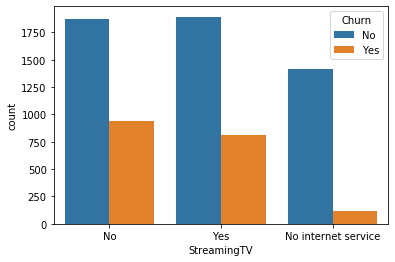 Churn
No
Yes
1750
1500
1250
1000
750
500
250
0
count
No Yes No internet service
StreamingTV